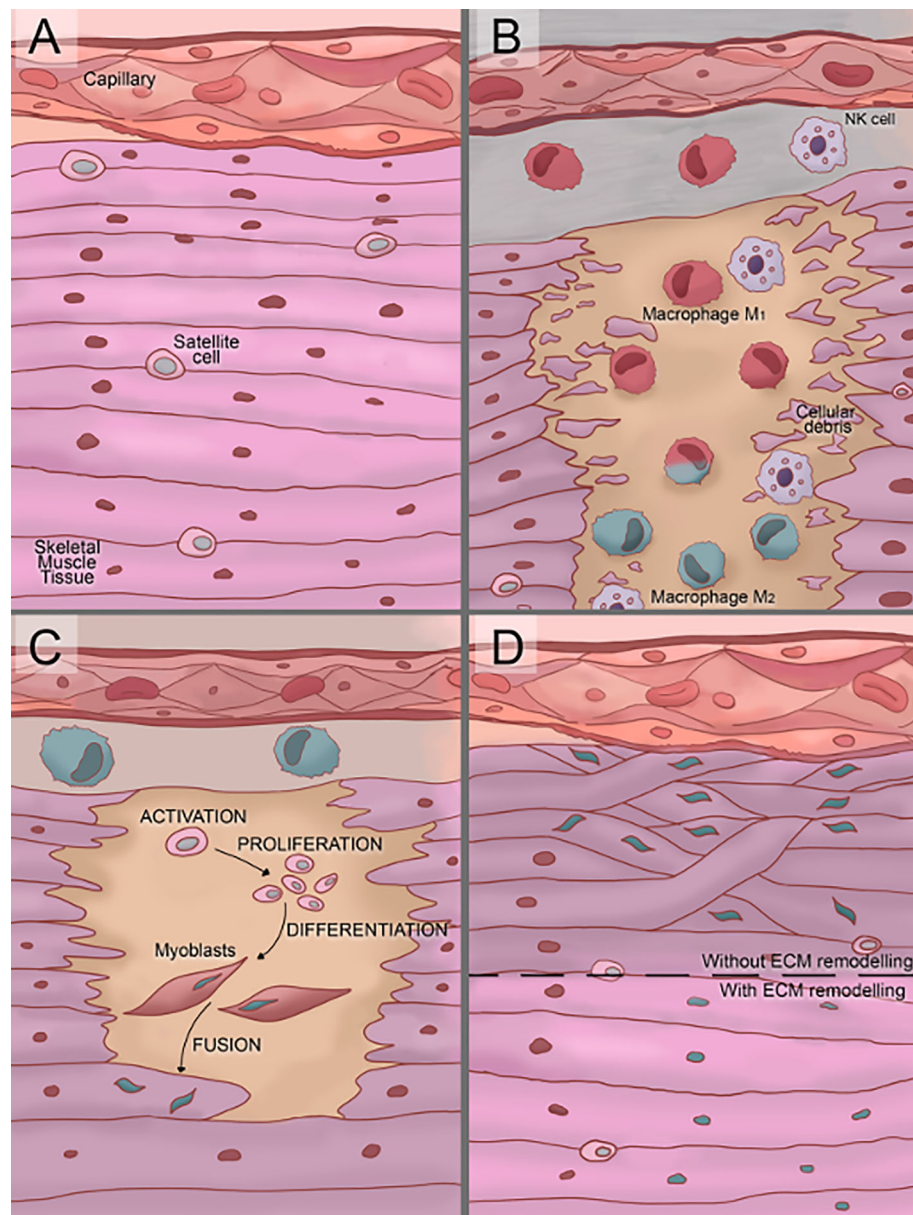 A
Capillary
Satellite
cell
Skeletal
Muscle
Tissue
B
NK cell
Macrophage M1
Cellular
debris
Macrophage M2
C
ACTIVATION
PROLIFERATION
DIFFERENTIATION
Myoblasts
FUSION
D
Without ECM remodelling
With ECM remodelling